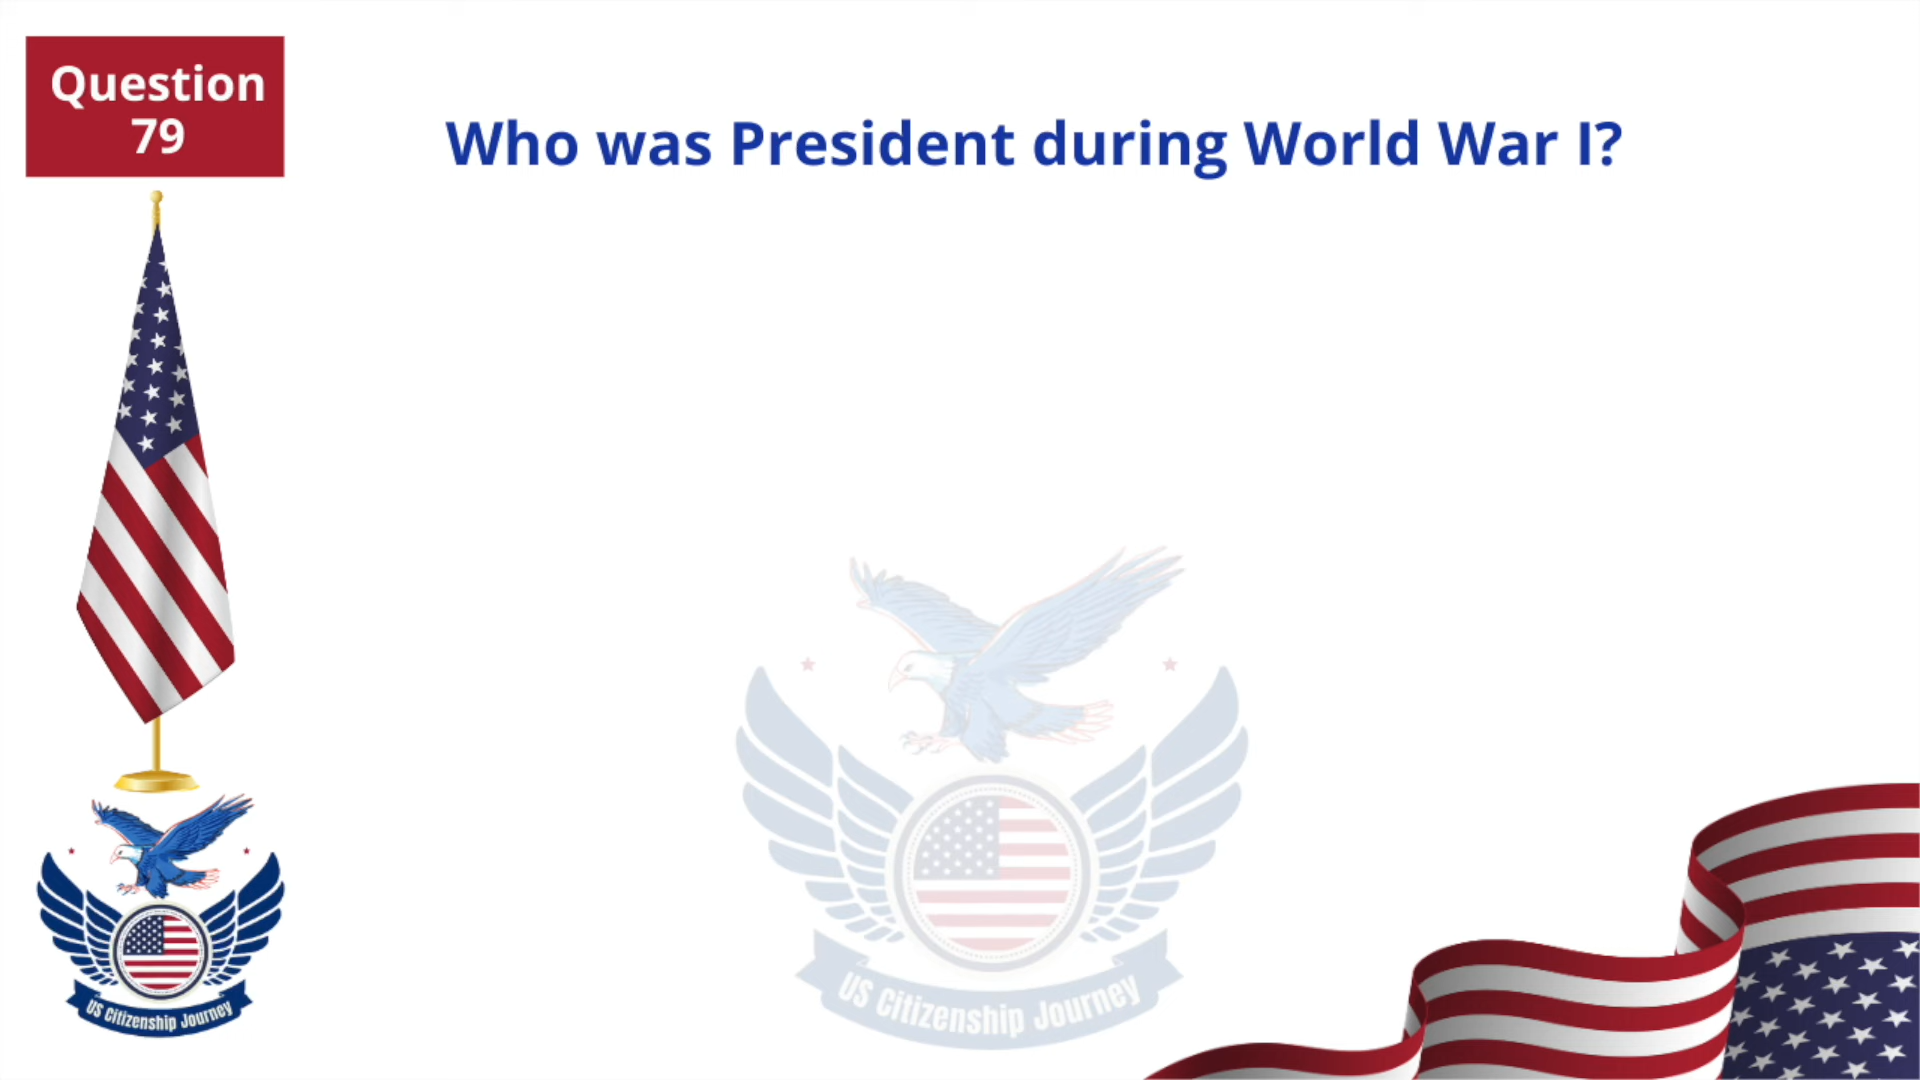 Question
79
Who was President during World War I?
US Citizenship Journey
US Citizenship Journey